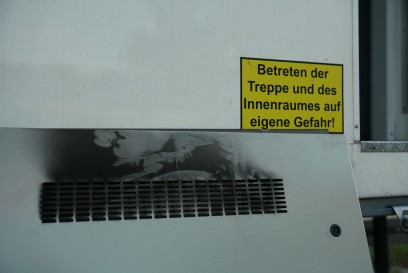 Betreten der
Treppe und des
Innenraumes auf
eigene Gefahr!